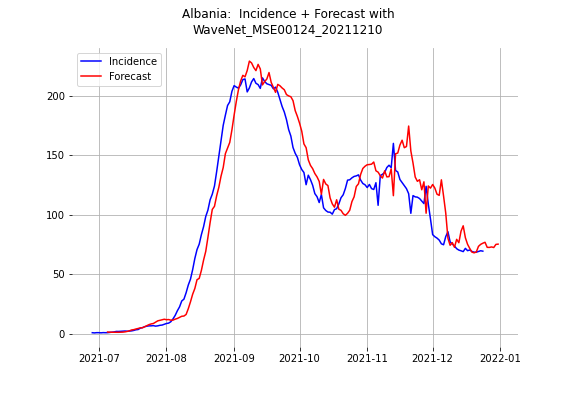 Albania:  Incidence + Forecast with
WaveNet_MSE00124_20211210
Incidence
Forecast
200
150
100
50
0
2021-07 2021-08 2021-09 2021-10 2021-11 2021-12 2022-01